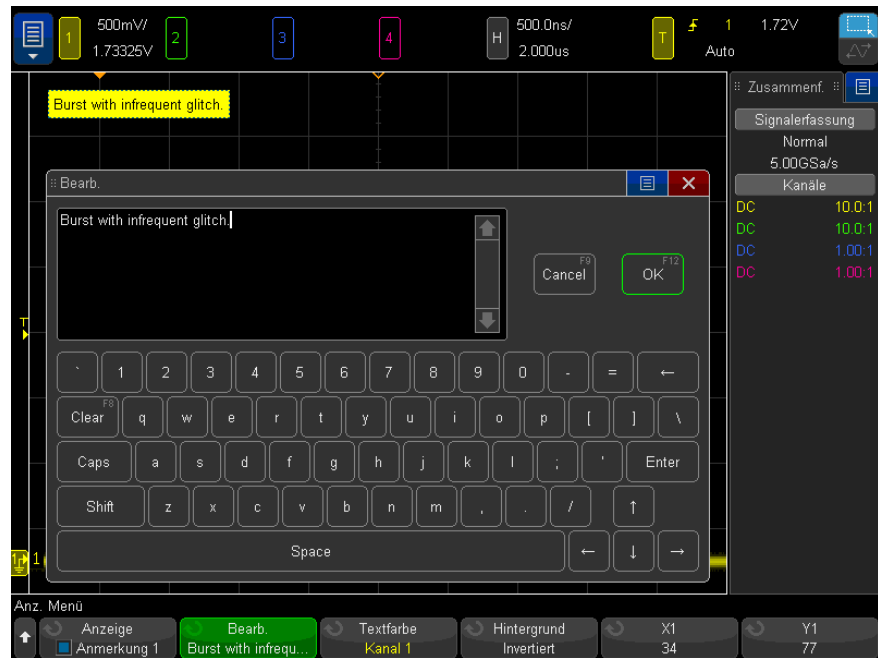 1 500mV/ 1.73325V 2 3 4 H 500.0ns/ 2.000us T 1 1.72V Auto
Burst with infrequent glitch.
Zusammenf.
Signalerfassung
Normal
5.00GSa/s
Kanäle
DC 10.0:1
DC 10.0:1
DC 1.00:1
DC 1.00:1
Bearb.
Burst with infrequent glitch.
Cancel F9 OK F12
` 1 2 3 4 5 6 7 8 9 0 - = ←
Clear F8 q w e r t y u i o p [ ] \
Caps a s d f g h j k l ; ' Enter
Shift z x c v b n m , . / ↑
Space ← ↓ →
T
1 1
Anz. Menü
Anzeige Bearb. Textfarbe Hintergrund X1 Y1
Anmerkung 1 Burst with infrequ... Kanal 1 Invertiert 34 77